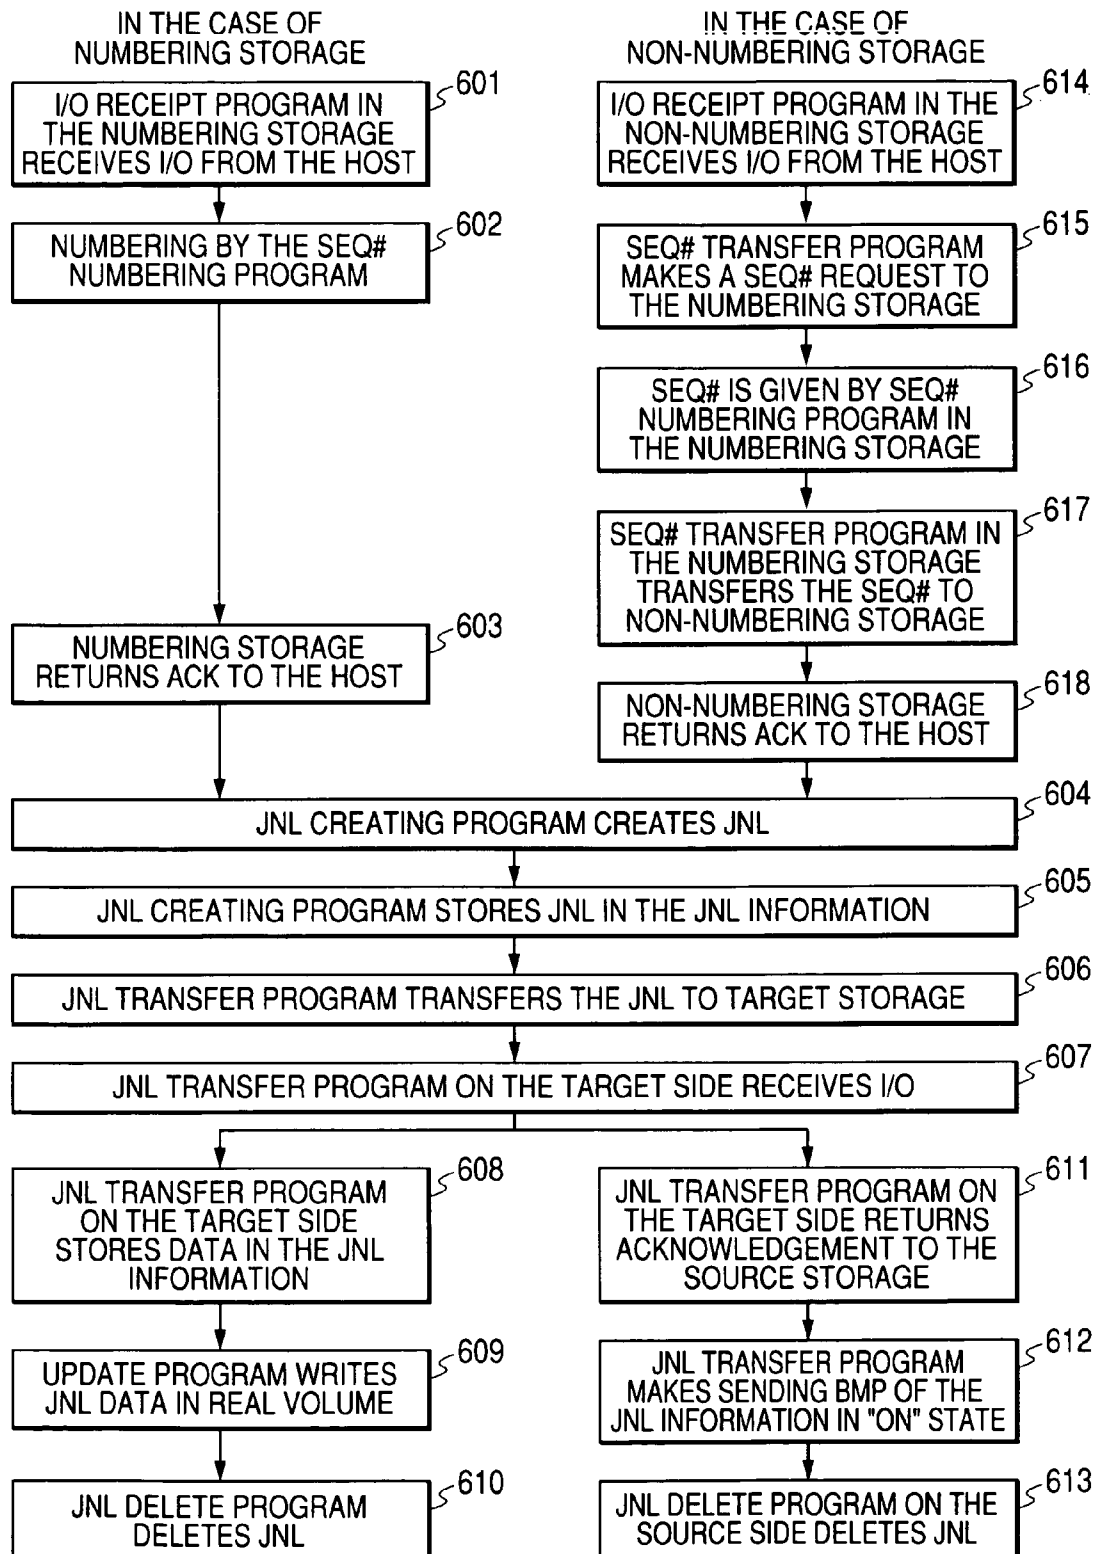 IN THE CASE OF
NUMBERING STORAGE
601
I/O RECEIPT PROGRAM IN
THE NUMBERING STORAGE
RECEIVES I/O FROM THE HOST
602
NUMBERING BY THE SEQ#
NUMBERING PROGRAM
603
NUMBERING STORAGE
RETURNS ACK TO THE HOST
IN THE CASE OF
NON-NUMBERING STORAGE
614
I/O RECEIPT PROGRAM IN THE
NON-NUMBERING STORAGE
RECEIVES I/O FROM THE HOST
615
SEQ# TRANSFER PROGRAM
MAKES A SEQ# REQUEST TO
THE NUMBERING STORAGE
616
SEQ# IS GIVEN BY SEQ#
NUMBERING PROGRAM IN
THE NUMBERING STORAGE
617
SEQ# TRANSFER PROGRAM IN
THE NUMBERING STORAGE
TRANSFERS THE SEQ# TO
NON-NUMBERING STORAGE
618
NON-NUMBERING STORAGE
RETURNS ACK TO THE HOST
604
JNL CREATING PROGRAM CREATES JNL
605
JNL CREATING PROGRAM STORES JNL IN THE JNL INFORMATION
606
JNL TRANSFER PROGRAM TRANSFERS THE JNL TO TARGET STORAGE
607
JNL TRANSFER PROGRAM ON THE TARGET SIDE RECEIVES I/O
608
JNL TRANSFER PROGRAM
ON THE TARGET SIDE
STORES DATA IN THE JNL
INFORMATION
609
UPDATE PROGRAM WRITES
JNL DATA IN REAL VOLUME
610
JNL DELETE PROGRAM
DELETES JNL
611
JNL TRANSFER PROGRAM ON
THE TARGET SIDE RETURNS
ACKNOWLEDGEMENT TO THE
SOURCE STORAGE
612
JNL TRANSFER PROGRAM
MAKES SENDING BMP OF THE
JNL INFORMATION IN "ON" STATE
613
JNL DELETE PROGRAM ON THE
SOURCE SIDE DELETES JNL